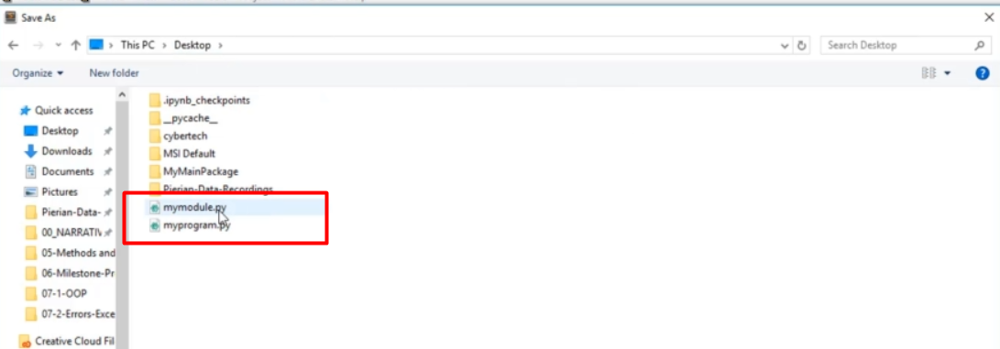 Save As
This PC > Desktop >
Search Desktop
Organize
New folder
Quick access
Desktop
Downloads
Documents
Pictures
Pierian-Data-
00_NARRATIV
05-Methods and
06-Milestone-Pr
07-1-OOP
07-2-Errors-Exce
Creative Cloud Fil
.ipynb_checkpoints
__pycache__
cybertech
MSI Default
MyMainPackage
Pierian-Data-Recordings
mymodule.py
myprogram.py